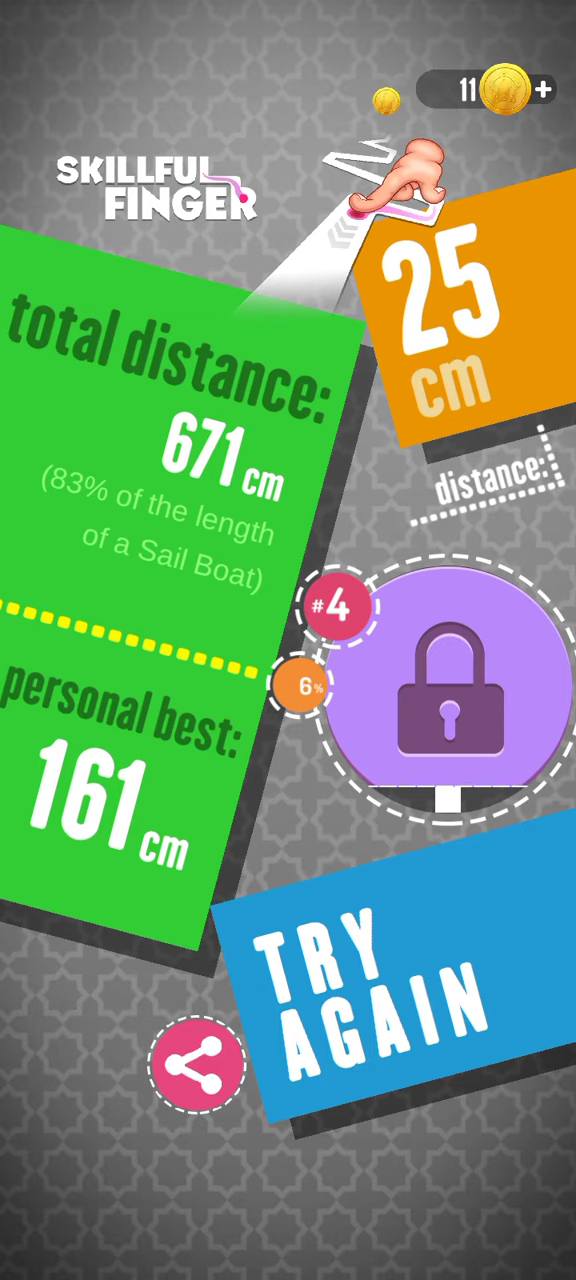 11 +
SKILLFUL
FINGER
25
cm
distance:
total distance:
671 cm
(83% of the length
of a Sail Boat)
#4
6%
personal best:
161 cm
TRY
AGAIN